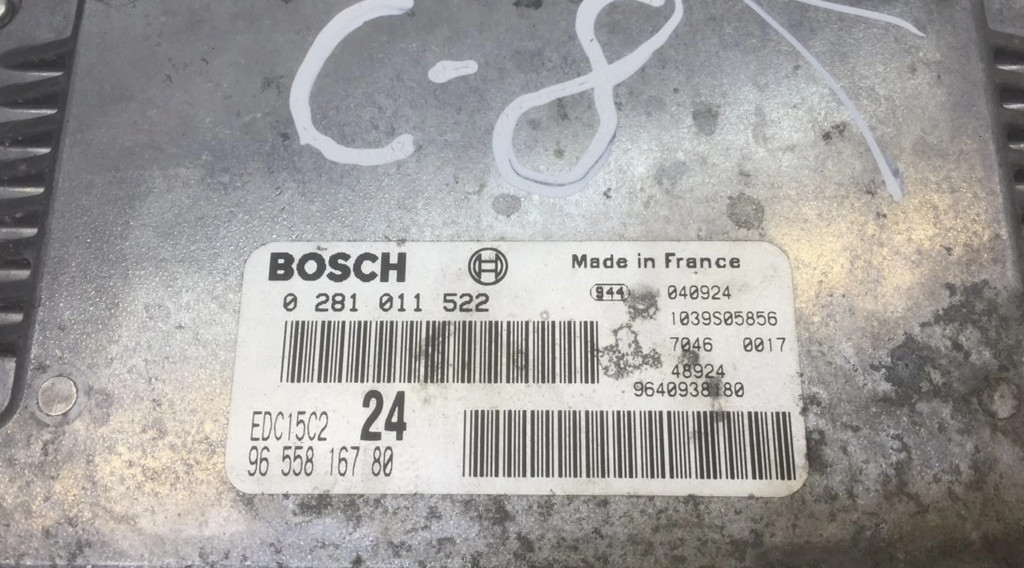 C-8
BOSCH
Made in France
0 281 011 522
944 040924
1039S05856
7046 0017
48924
9640938180
EDC15C2 24
96 558 167 80